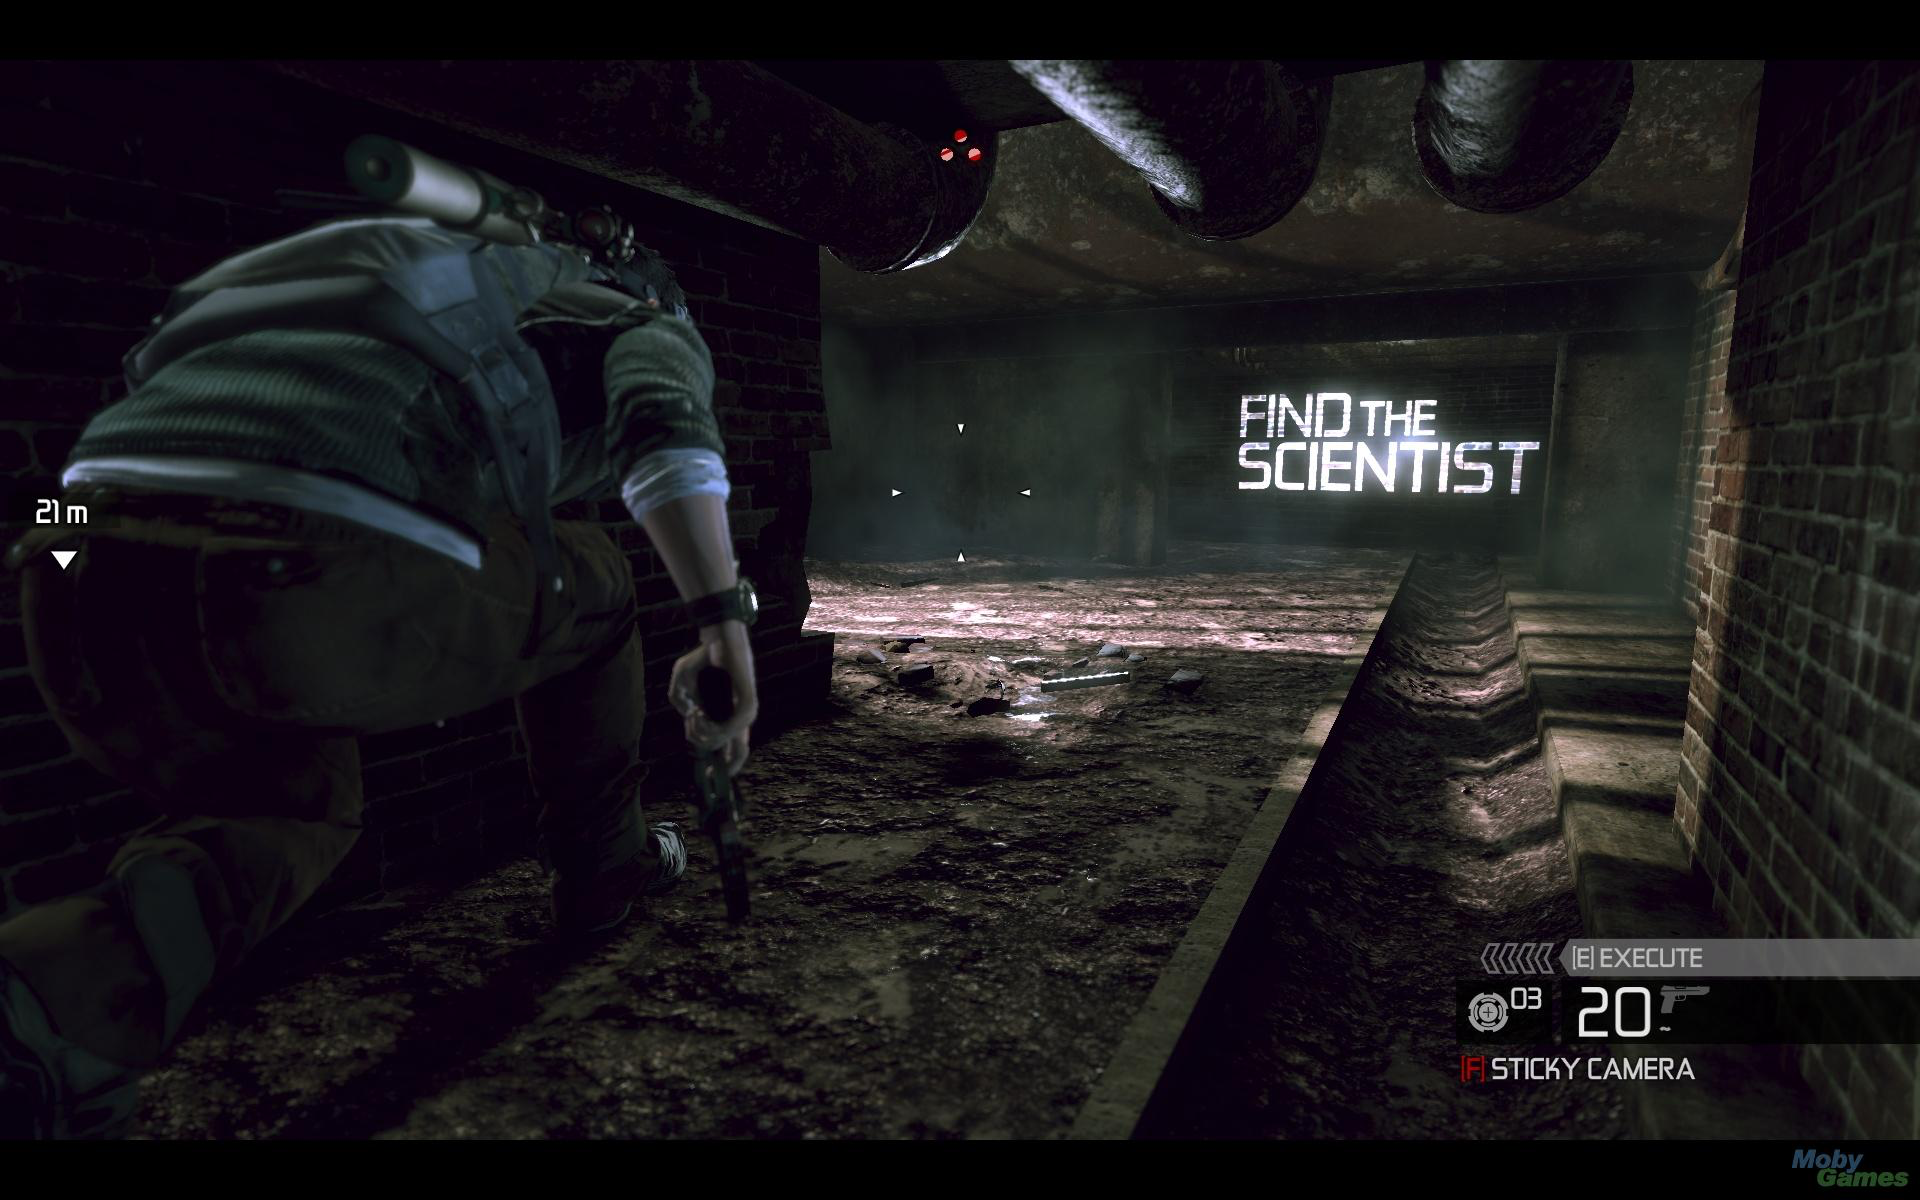 FIND THE
SCIENTIST
21 m
[E] EXECUTE
03
20
[F] STICKY CAMERA
Moby
Games